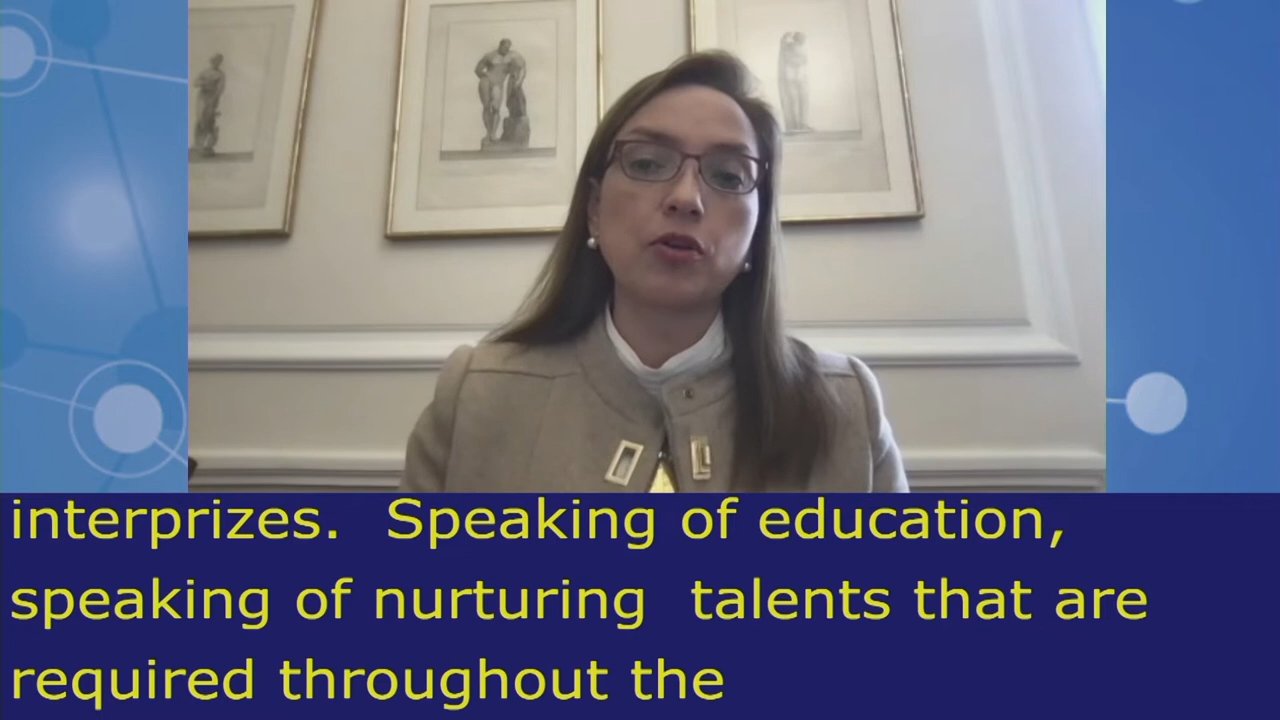 interprizes.  Speaking of education,
speaking of nurturing  talents that are
required throughout the